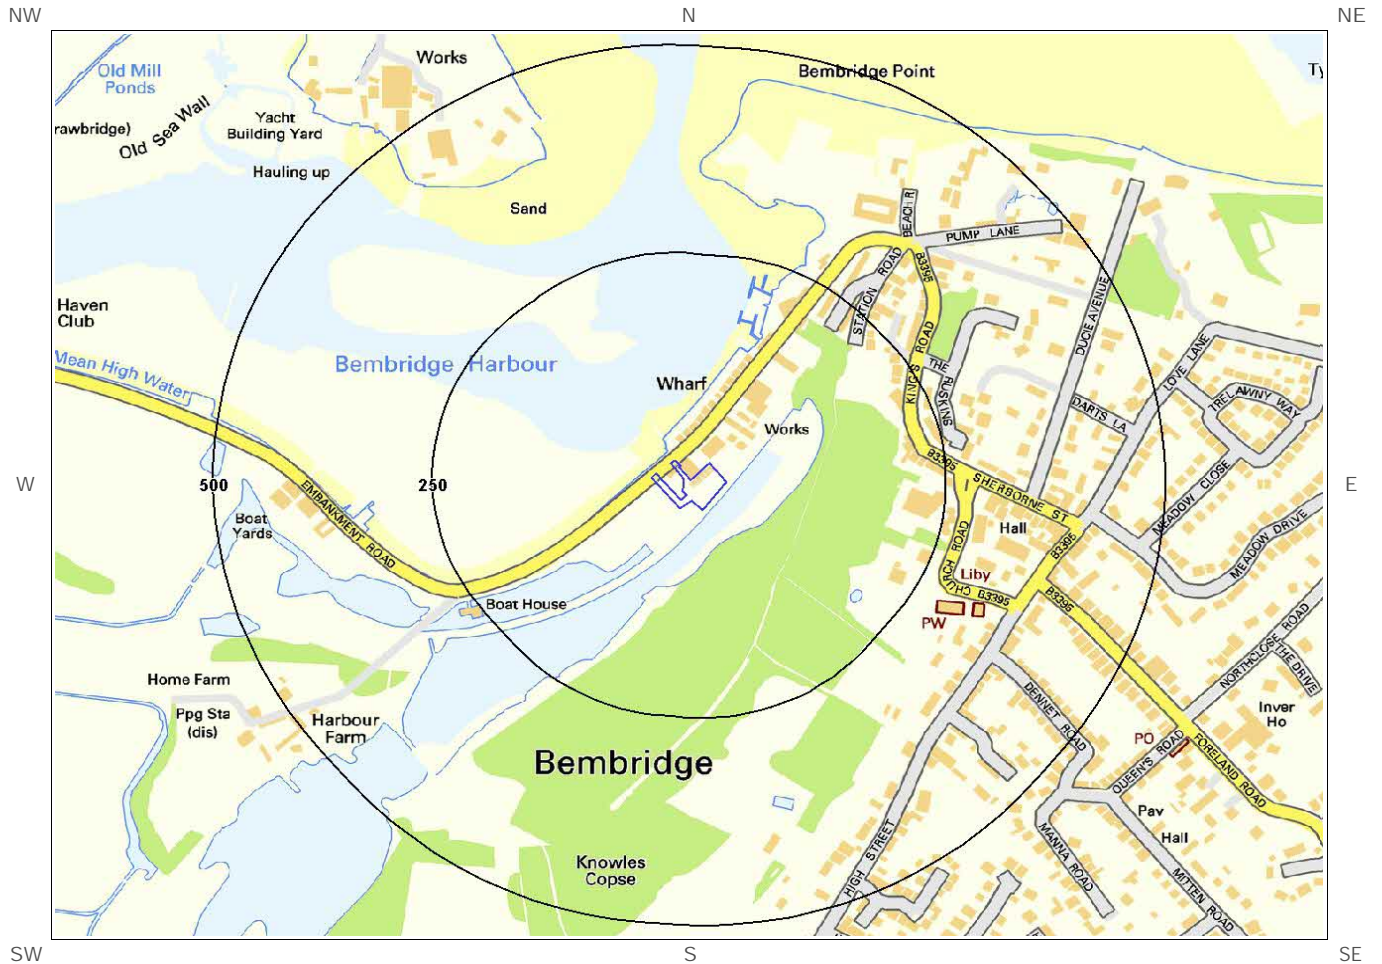 NW
N
NE
Works
Old Mill
Ponds
Bembridge Point
Ty
rawbridge)
Old Sea Wall
Yacht
Building Yard
Hauling up
Sand
BEACH R
PUMP LANE
STATION ROAD
B3395
DUCIE AVENUE
Haven
Club
Mean High Water
Bembridge Harbour
Wharf
KING'S ROAD
THE RUSKINS
LOVE LANE
TRELAWNY WAY
DARTS LA
Works
B3395
W
500
250
SHERBORNE ST
MEADOW CLOSE
E
EMBANKMENT ROAD
Boat
Yards
Hall
B3395
MEADOW DRIVE
CHURCH ROAD
Liby
B3395
B3395
Boat House
PW
NORTHCLOSE ROAD
THE DRIVE
Home Farm
DENNET ROAD
Ppg Sta
(dis)
Harbour
Farm
Inver
Ho
PO
QUEEN'S ROAD
FORELAND ROAD
Bembridge
Pav
Hall
MANNA ROAD
HIGH STREET
Knowles
Copse
MITTEN ROAD
SW
S
SE